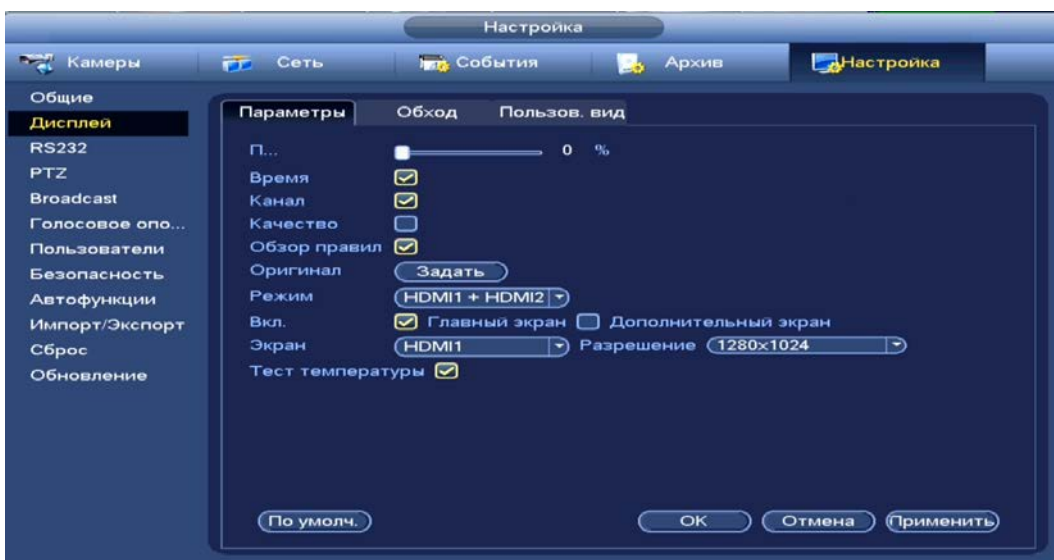 Настройка
Камеры Сеть События Архив Настройка
Общие
Дисплей
RS232
PTZ
Broadcast
Голосовое опо...
Пользователи
Безопасность
Автофункции
Импорт/Экспорт
Сброс
Обновление
Параметры Обход Пользов. вид
П... 0 %
Время
Канал
Качество
Обзор правил
Оригинал Задать
Режим HDMI1 + HDMI2
Вкл. Главный экран Дополнительный экран
Экран HDMI1 Разрешение 1280x1024
Тест температуры
По умолч. OK Отмена Применить